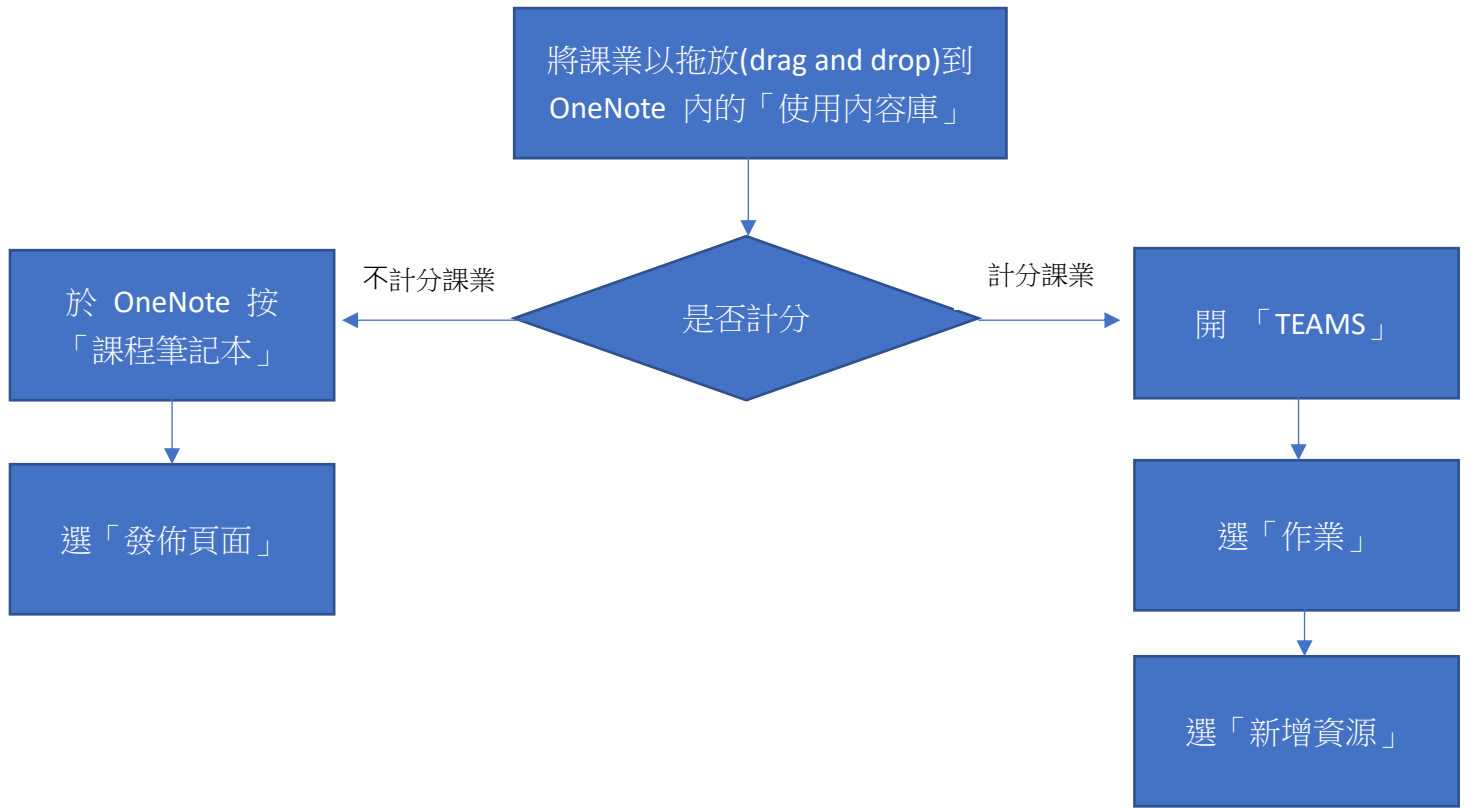 將課業以拖放(drag and drop)到
OneNote 內的「使用內容庫」
不計分課業
計分課業
是否計分
於 OneNote 按
「課程筆記本」
開 「TEAMS」
選「發佈頁面」
選「作業」
選「新增資源」